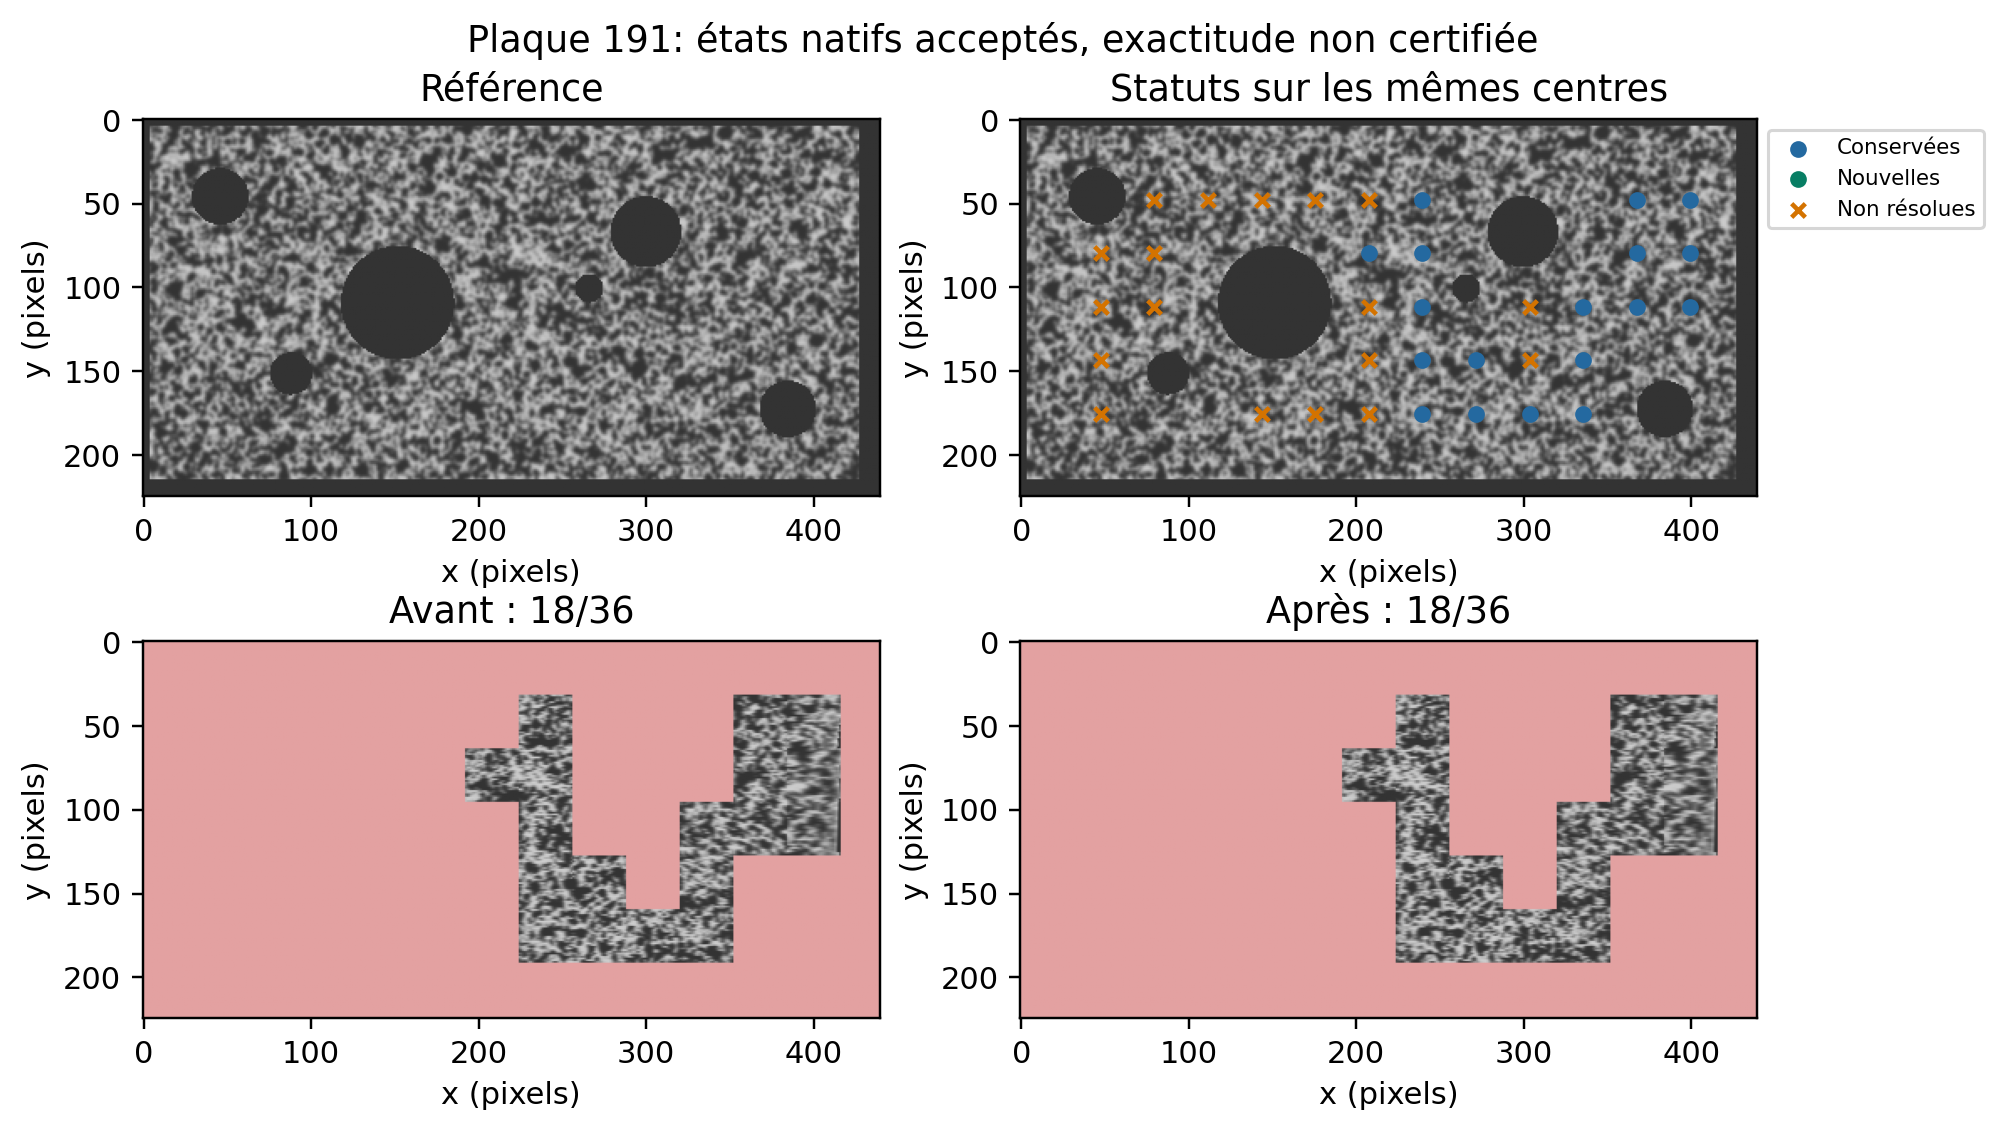 Plaque 191: états natifs acceptés, exactitude non certifiée
Référence
0
50
100
150
200
y (pixels)
0 100 200 300 400
x (pixels)
Statuts sur les mêmes centres
0
50
100
150
200
y (pixels)
0 100 200 300 400
x (pixels)
Conservées
Nouvelles
Non résolues
Avant : 18/36
0
50
100
150
200
y (pixels)
0 100 200 300 400
x (pixels)
Après : 18/36
0
50
100
150
200
y (pixels)
0 100 200 300 400
x (pixels)